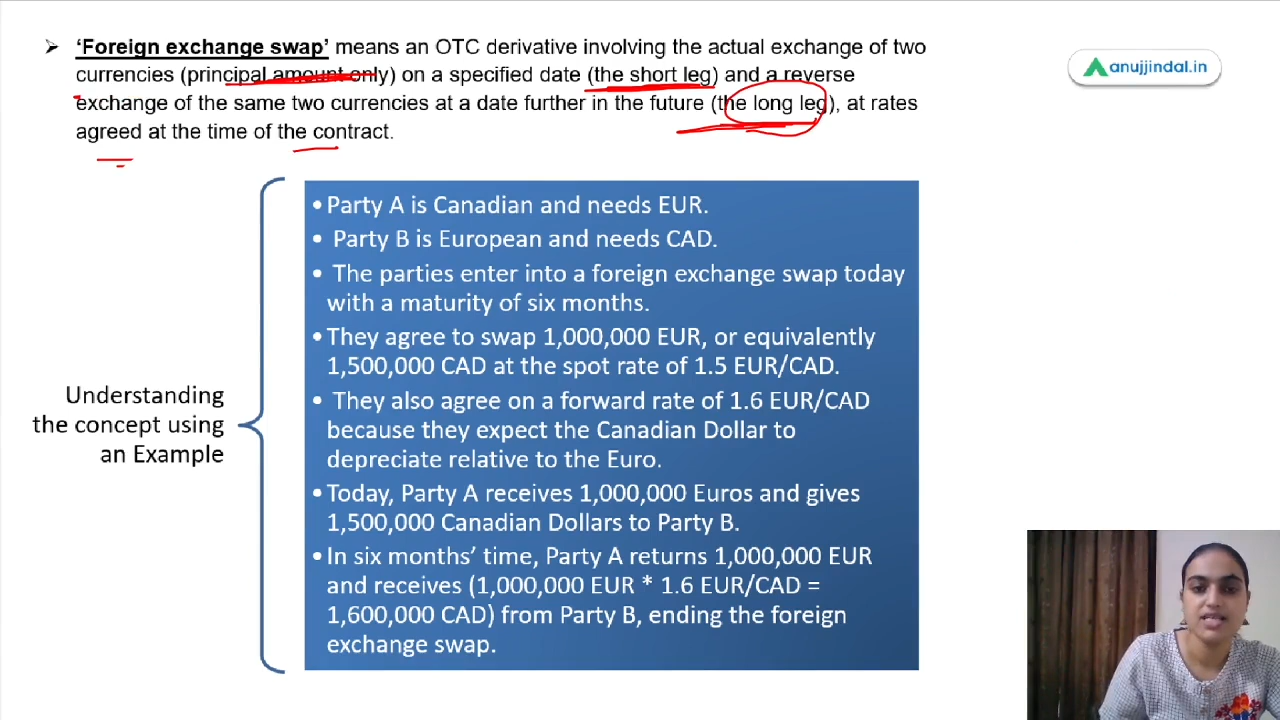 ➢ ‘Foreign exchange swap’ means an OTC derivative involving the actual exchange of two
currencies (principal amount only) on a specified date (the short leg) and a reverse
exchange of the same two currencies at a date further in the future (the long leg), at rates
agreed at the time of the contract.
anujjindal.in
Understanding
the concept using
an Example
• Party A is Canadian and needs EUR.
• Party B is European and needs CAD.
• The parties enter into a foreign exchange swap today
with a maturity of six months.
• They agree to swap 1,000,000 EUR, or equivalently
1,500,000 CAD at the spot rate of 1.5 EUR/CAD.
• They also agree on a forward rate of 1.6 EUR/CAD
because they expect the Canadian Dollar to
depreciate relative to the Euro.
• Today, Party A receives 1,000,000 Euros and gives
1,500,000 Canadian Dollars to Party B.
• In six months’ time, Party A returns 1,000,000 EUR
and receives (1,000,000 EUR * 1.6 EUR/CAD =
1,600,000 CAD) from Party B, ending the foreign
exchange swap.